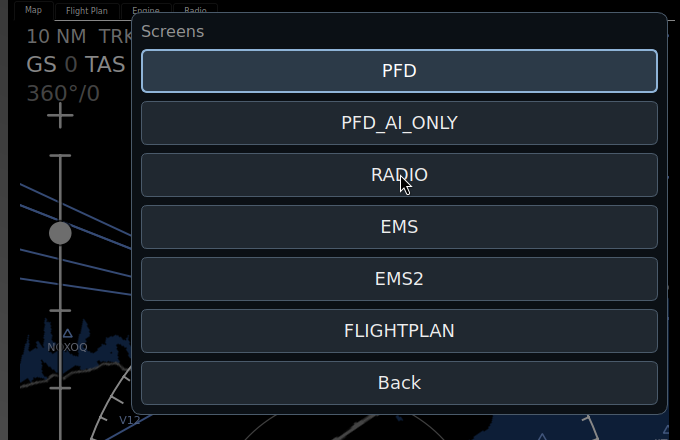 Map Flight Plan Engine Radio
10 NM TRK
GS 0 TAS
360°/0
Screens
PFD
PFD_AI_ONLY
RADIO
EMS
EMS2
FLIGHTPLAN
Back
NOXOQ
V12